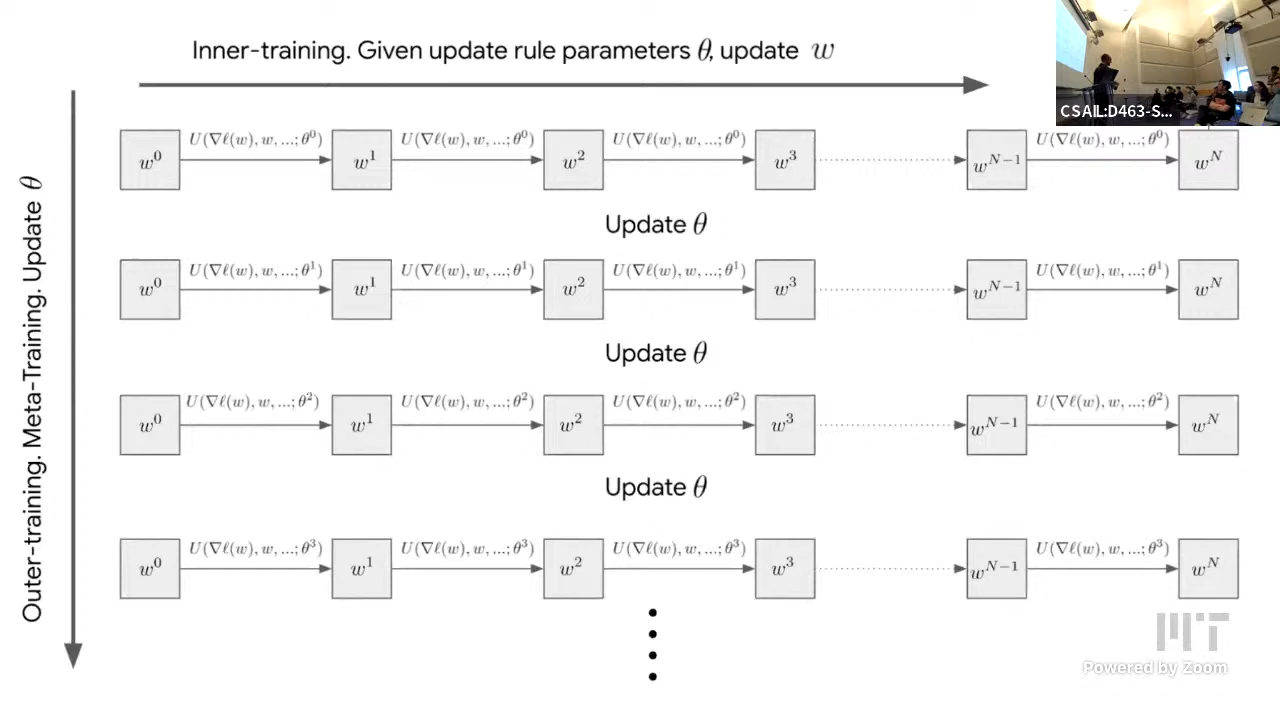 Inner-training. Given update rule parameters θ, update w
CSAIL:D463-S...
Outer-training. Meta-Training. Update θ
w⁰ U(∇ℓ(w), w, ...; θ⁰) w¹ U(∇ℓ(w), w, ...; θ⁰) w² U(∇ℓ(w), w, ...; θ⁰) w³ w^{N−1} U(∇ℓ(w), w, ...; θ⁰) w^N
Update θ
w⁰ U(∇ℓ(w), w, ...; θ¹) w¹ U(∇ℓ(w), w, ...; θ¹) w² U(∇ℓ(w), w, ...; θ¹) w³ w^{N−1} U(∇ℓ(w), w, ...; θ¹) w^N
Update θ
w⁰ U(∇ℓ(w), w, ...; θ²) w¹ U(∇ℓ(w), w, ...; θ²) w² U(∇ℓ(w), w, ...; θ²) w³ w^{N−1} U(∇ℓ(w), w, ...; θ²) w^N
Update θ
w⁰ U(∇ℓ(w), w, ...; θ³) w¹ U(∇ℓ(w), w, ...; θ³) w² U(∇ℓ(w), w, ...; θ³) w³ w^{N−1} U(∇ℓ(w), w, ...; θ³) w^N
MIT
Powered by Zoom